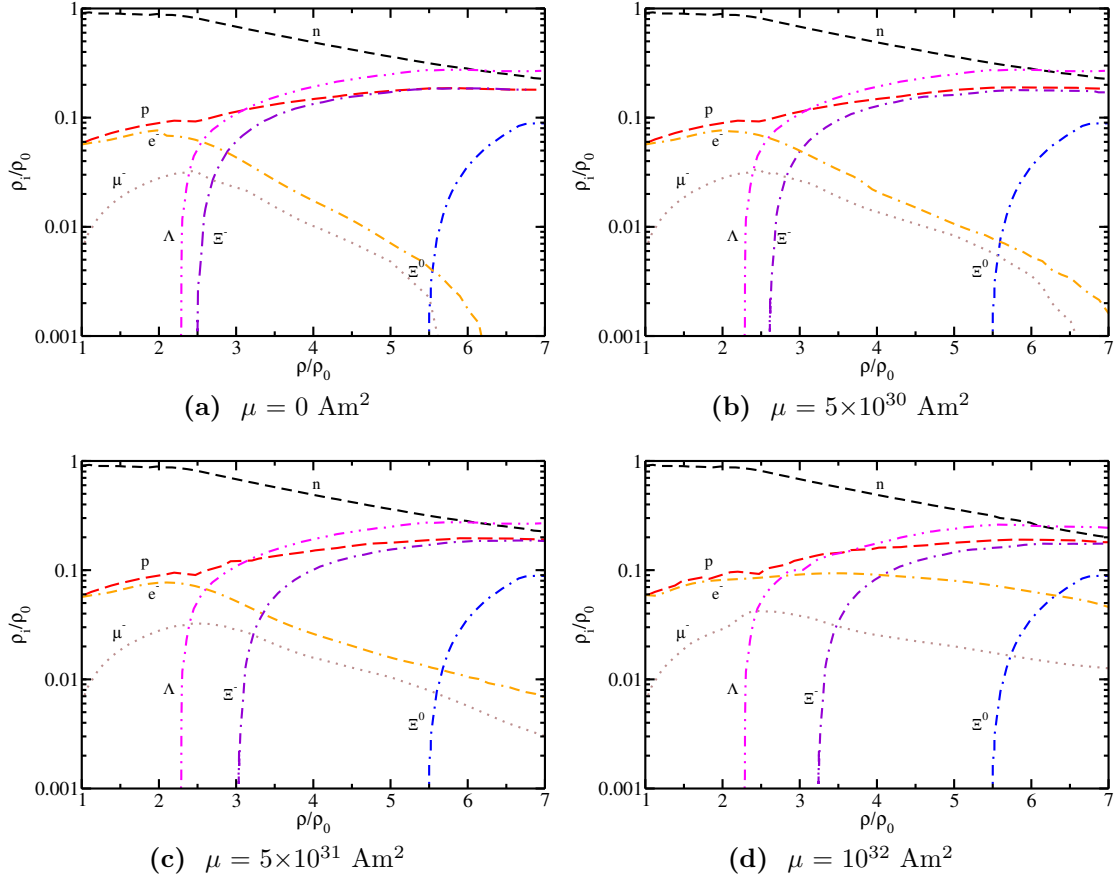 1
0.1
0.01
0.001
ρᵢ/ρ₀
n
p
e⁻
μ⁻
Λ
Ξ⁻
Ξ⁰
1 2 3 4 5 6 7
ρ/ρ₀
(a) μ = 0 Am²
1
0.1
0.01
0.001
ρᵢ/ρ₀
n
p
e⁻
μ⁻
Λ
Ξ⁻
Ξ⁰
1 2 3 4 5 6 7
ρ/ρ₀
(b) μ = 5×10³⁰ Am²
1
0.1
0.01
0.001
ρᵢ/ρ₀
n
p
e⁻
μ⁻
Λ
Ξ⁻
Ξ⁰
1 2 3 4 5 6 7
ρ/ρ₀
(c) μ = 5×10³¹ Am²
1
0.1
0.01
0.001
ρᵢ/ρ₀
n
p
e⁻
μ⁻
Λ
Ξ⁻
Ξ⁰
1 2 3 4 5 6 7
ρ/ρ₀
(d) μ = 10³² Am²